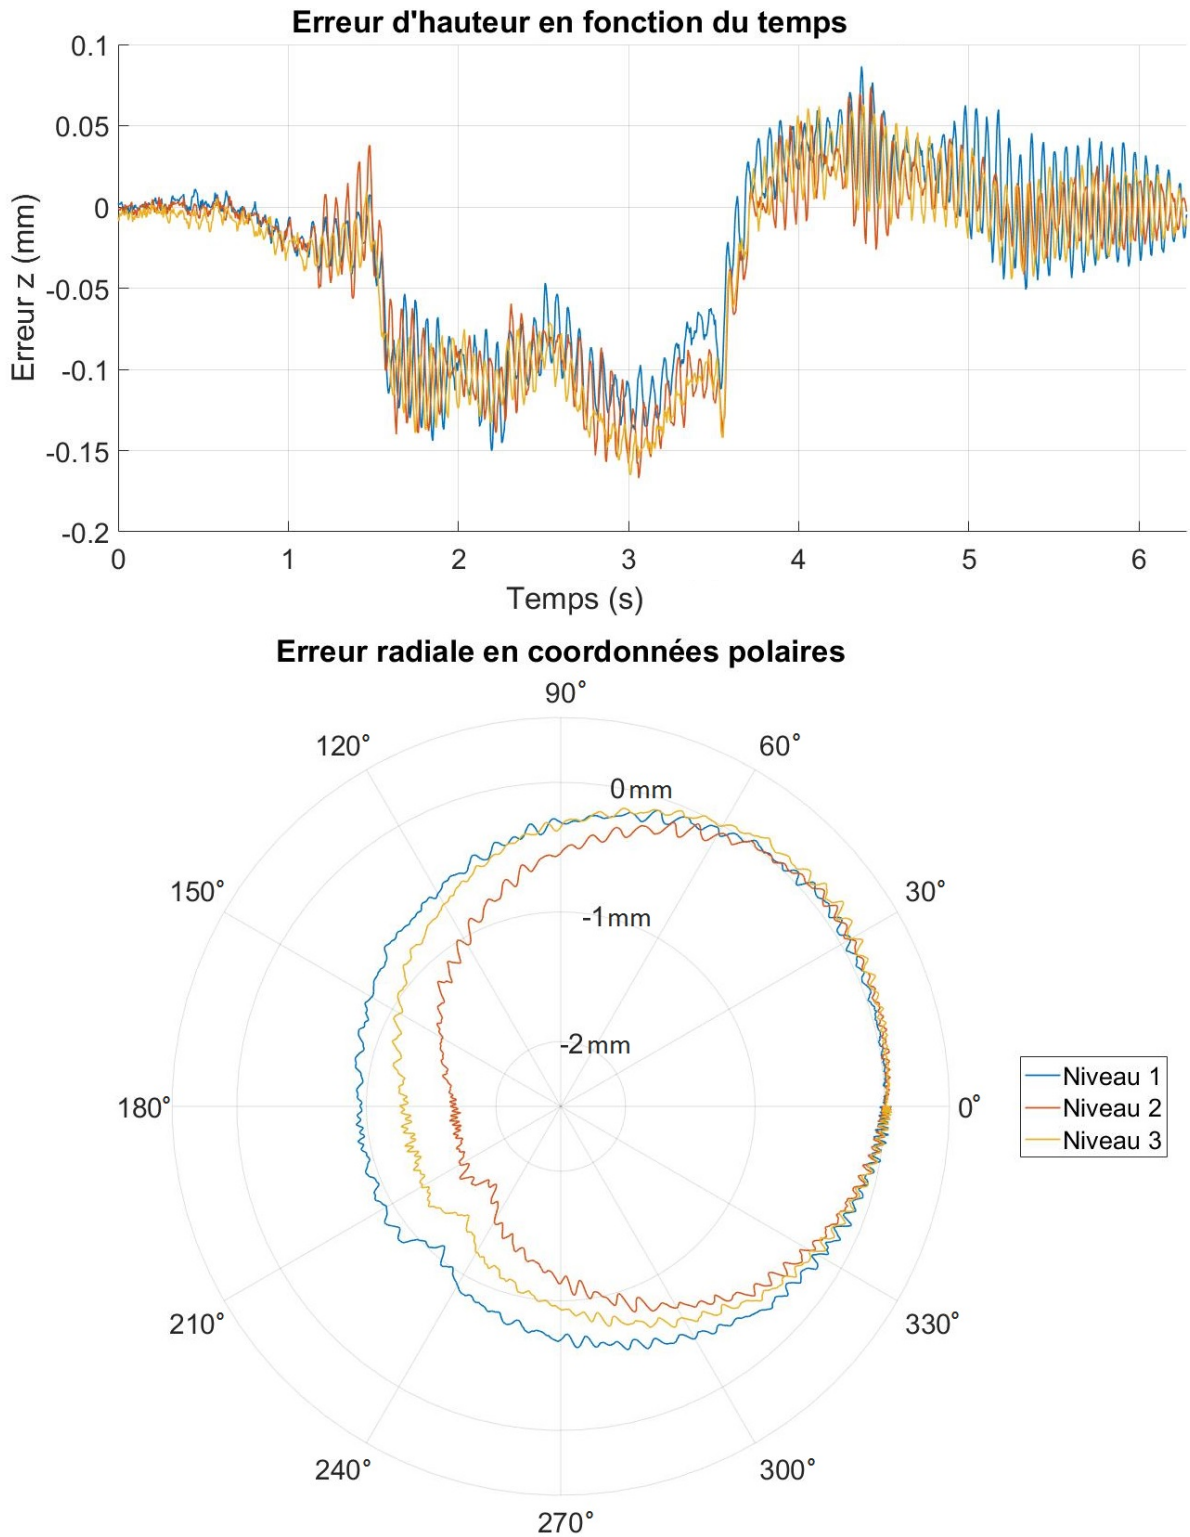 Erreur d'hauteur en fonction du temps
0.1
0.05
0
-0.05
-0.1
-0.15
-0.2
Erreur z (mm)
0 1 2 3 4 5 6
Temps (s)
Erreur radiale en coordonnées polaires
90°
120° 60°
0 mm
150° 30°
-1 mm
-2 mm
180° 0°
Niveau 1
Niveau 2
Niveau 3
210° 330°
240° 300°
270°